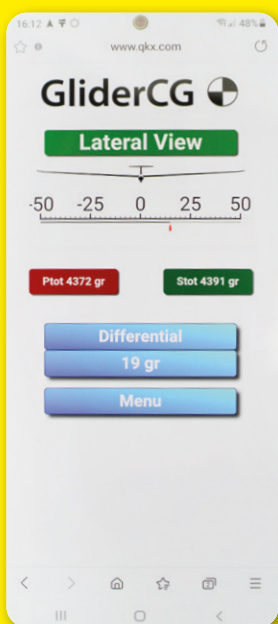 16:12
48%
www.qkx.com
GliderCG
Lateral View
-50 -25 0 25 50
Ptot 4372 gr
Stot 4391 gr
Differential
19 gr
Menu